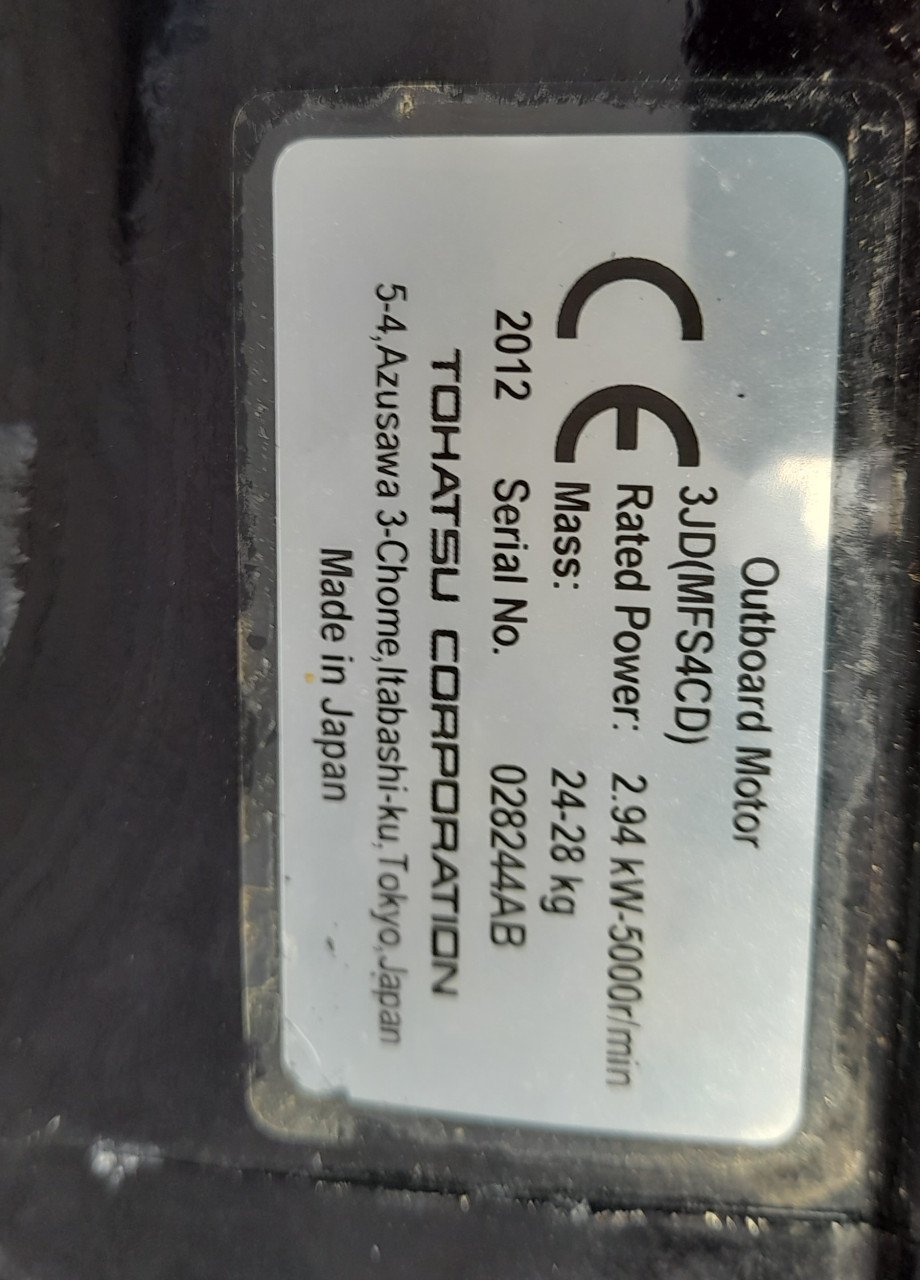 Outboard Motor
CE 3JD(MFS4CD)
Rated Power: 2.94 kW-5000r/min
Mass: 24-28 kg
2012 Serial No. 028244AB
TOHATSU CORPORATION
5-4,Azusawa 3-Chome,Itabashi-ku,Tokyo,Japan
Made in Japan